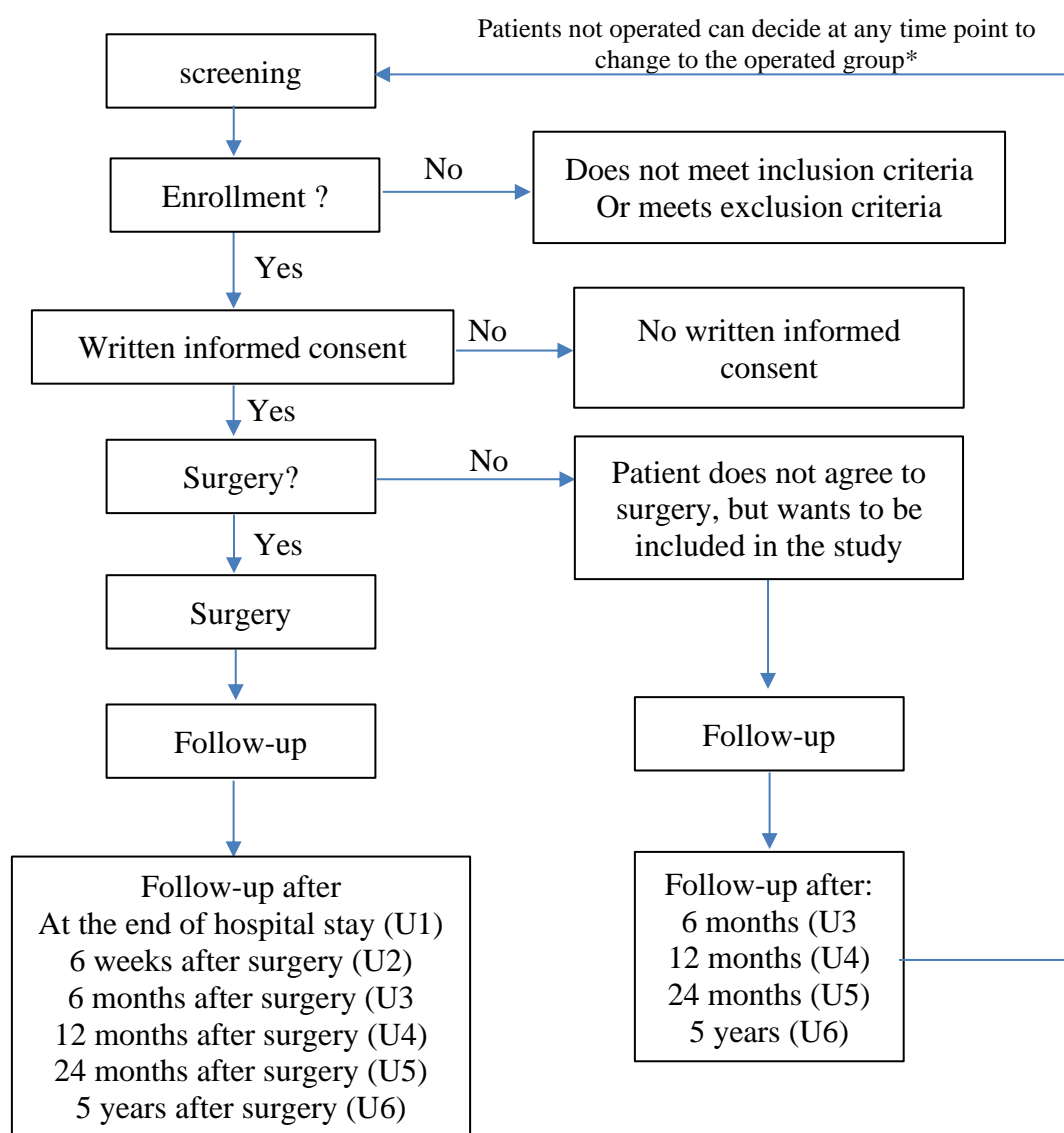 Patients not operated can decide at any time point to
change to the operated group*
screening
Enrollment ?
No
Does not meet inclusion criteria
Or meets exclusion criteria
Yes
Written informed consent
No
No written informed
consent
Yes
Surgery?
No
Patient does not agree to
surgery, but wants to be
included in the study
Yes
Surgery
Follow-up
Follow-up
Follow-up after
At the end of hospital stay (U1)
6 weeks after surgery (U2)
6 months after surgery (U3
12 months after surgery (U4)
24 months after surgery (U5)
5 years after surgery (U6)
Follow-up after:
6 months (U3
12 months (U4)
24 months (U5)
5 years (U6)